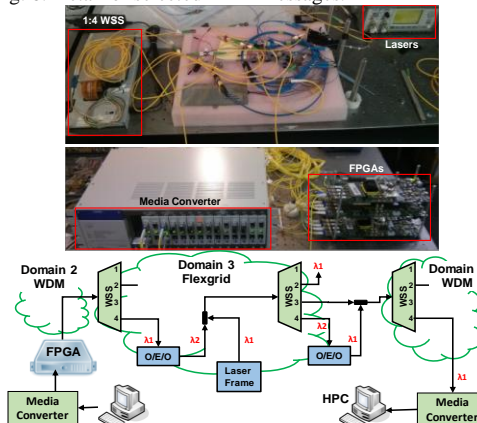 1:4 WSS
Lasers
FPGAs
Media Converter
Domain 2
WDM
Domain 3
Flexgrid
Domain
WDM
WSS
1
2
3
4
WSS
1
2
3
4
WSS
1
2
3
4
λ1
FPGA
λ1
λ2
λ1
λ2
λ1
λ1
O/E/O
Laser
Frame
O/E/O
HPC
Media
Converter
Media
Converter